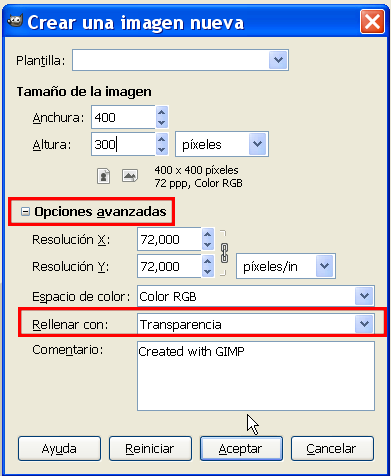 Crear una imagen nueva
Plantilla:
Tamaño de la imagen
Anchura: 400
Altura: 300 píxeles
400 x 400 píxeles
72 ppp, Color RGB
Opciones avanzadas
Resolución X: 72,000
Resolución Y: 72,000 píxeles/in
Espacio de color: Color RGB
Rellenar con: Transparencia
Comentario: Created with GIMP
Ayuda Reiniciar Aceptar Cancelar